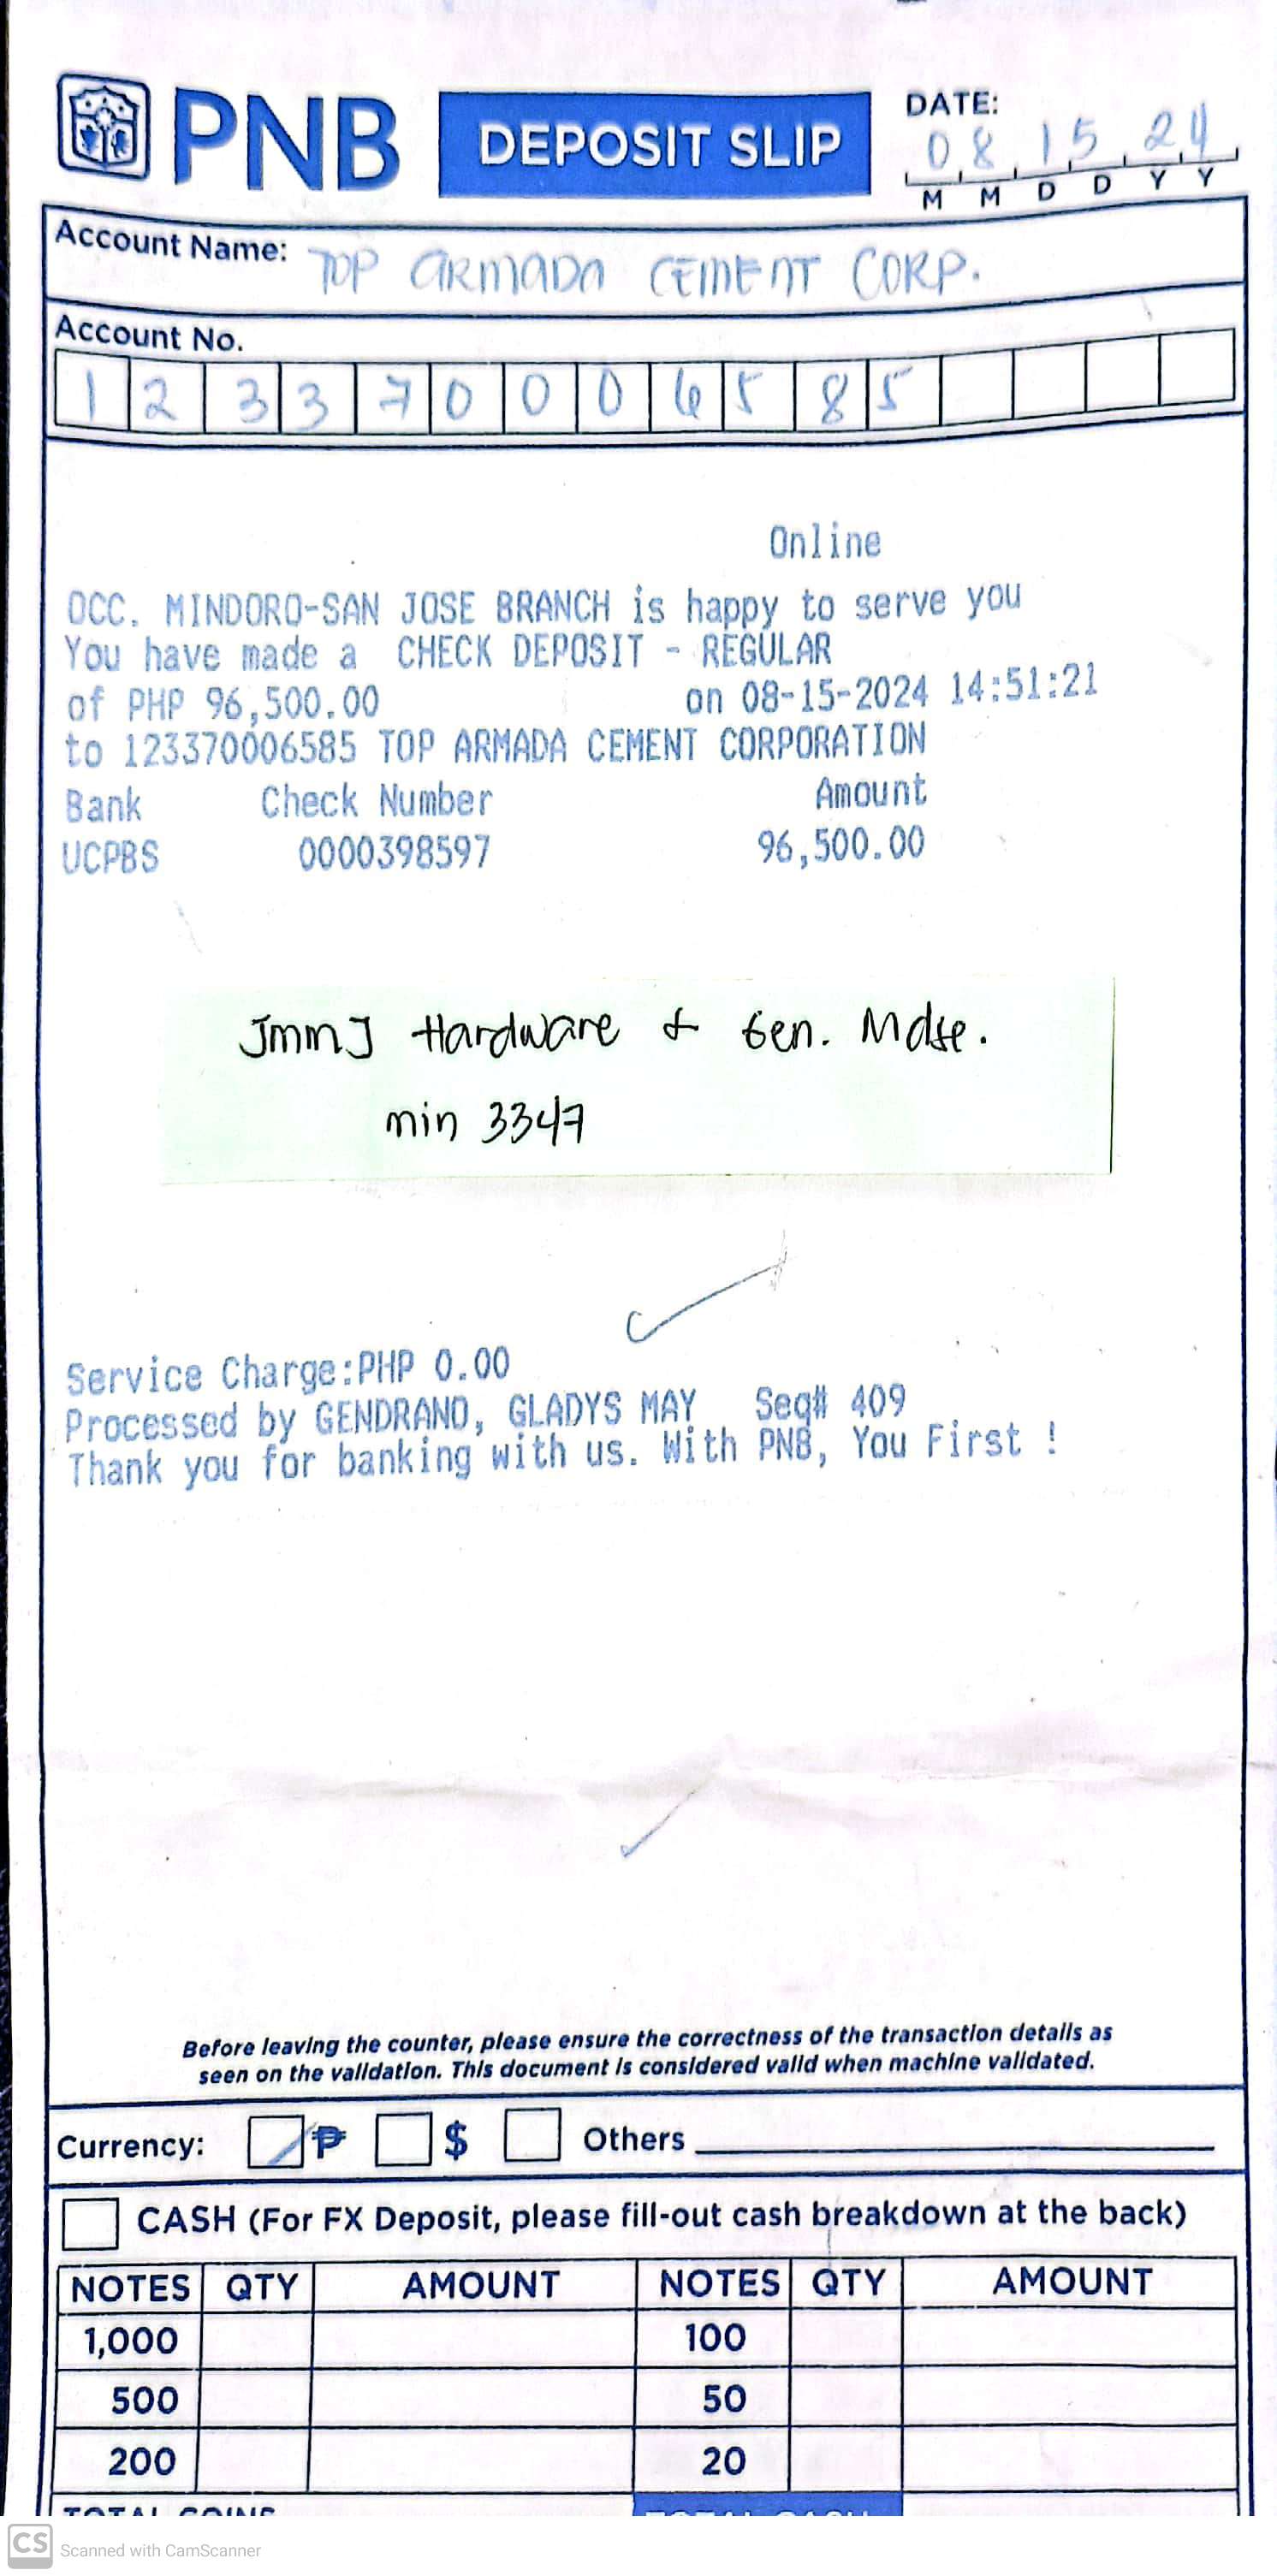 PNB DEPOSIT SLIP
DATE:
08 15 24
M M D D Y Y
Account Name: TOP ARMADA CEMENT CORP.
Account No.
1 2 3 3 7 0 0 0 6 5 8 5
Online
OCC. MINDORO-SAN JOSE BRANCH is happy to serve you
You have made a CHECK DEPOSIT - REGULAR
of PHP 96,500.00 on 08-15-2024 14:51:21
to 123370006585 TOP ARMADA CEMENT CORPORATION
Bank Check Number Amount
UCPBS 0000398597 96,500.00
JmmJ Hardware & Gen. Mdse.
min 3347
Service Charge:PHP 0.00
Processed by GENDRANO, GLADYS MAY Seq# 409
Thank you for banking with us. With PNB, You First !
Before leaving the counter, please ensure the correctness of the transaction details as
seen on the validation. This document is considered valid when machine validated.
Currency: ₱ $ Others
CASH (For FX Deposit, please fill-out cash breakdown at the back)
NOTES QTY AMOUNT NOTES QTY AMOUNT
1,000 100
500 50
200 20
TOTAL COINS TOTAL CASH
CS Scanned with CamScanner